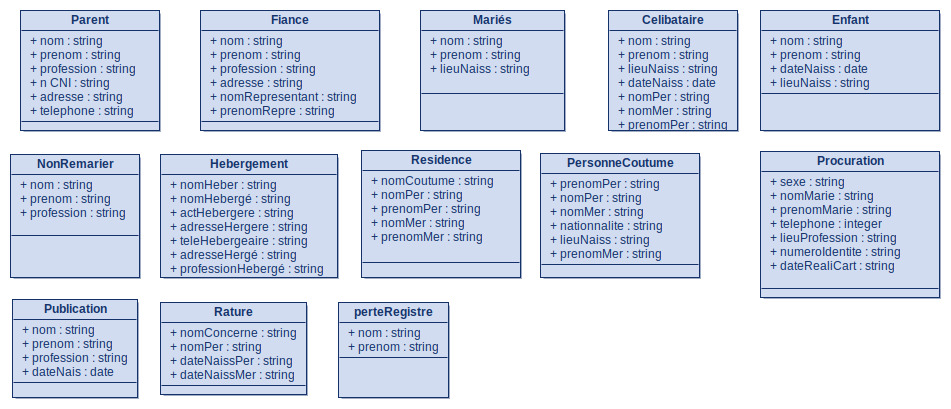 Parent
+ nom : string
+ prenom : string
+ profession : string
+ n CNI : string
+ adresse : string
+ telephone : string
Fiance
+ nom : string
+ prenom : string
+ profession : string
+ adresse : string
+ nomRepresentant : string
+ prenomRepre : string
Mariés
+ nom : string
+ prenom : string
+ lieuNaiss : string
Celibataire
+ nom : string
+ prenom : string
+ lieuNaiss : string
+ dateNaiss : date
+ nomPer : string
+ nomMer : string
+ prenomPer : string
Enfant
+ nom : string
+ prenom : string
+ dateNaiss : date
+ lieuNaiss : string
NonRemarier
+ nom : string
+ prenom : string
+ profession : string
Hebergement
+ nomHeber : string
+ nomHebergé : string
+ actHebergere : string
+ adresseHergere : string
+ teleHebergeaire : string
+ adresseHergé : string
+ professionHebergé : string
Residence
+ nomCoutume : string
+ nomPer : string
+ prenomPer : string
+ nomMer : string
+ prenomMer : string
PersonneCoutume
+ prenomPer : string
+ nomPer : string
+ nomMer : string
+ nationnalite : string
+ lieuNaiss : string
+ prenomMer : string
Procuration
+ sexe : string
+ nomMarie : string
+ prenomMarie : string
+ telephone : integer
+ lieuProfession : string
+ numeroIdentite : string
+ dateRealiCart : string
Publication
+ nom : string
+ prenom : string
+ profession : string
+ dateNais : date
Rature
+ nomConcerne : string
+ nomPer : string
+ dateNaissPer : string
+ dateNaissMer : string
perteRegistre
+ nom : string
+ prenom : string